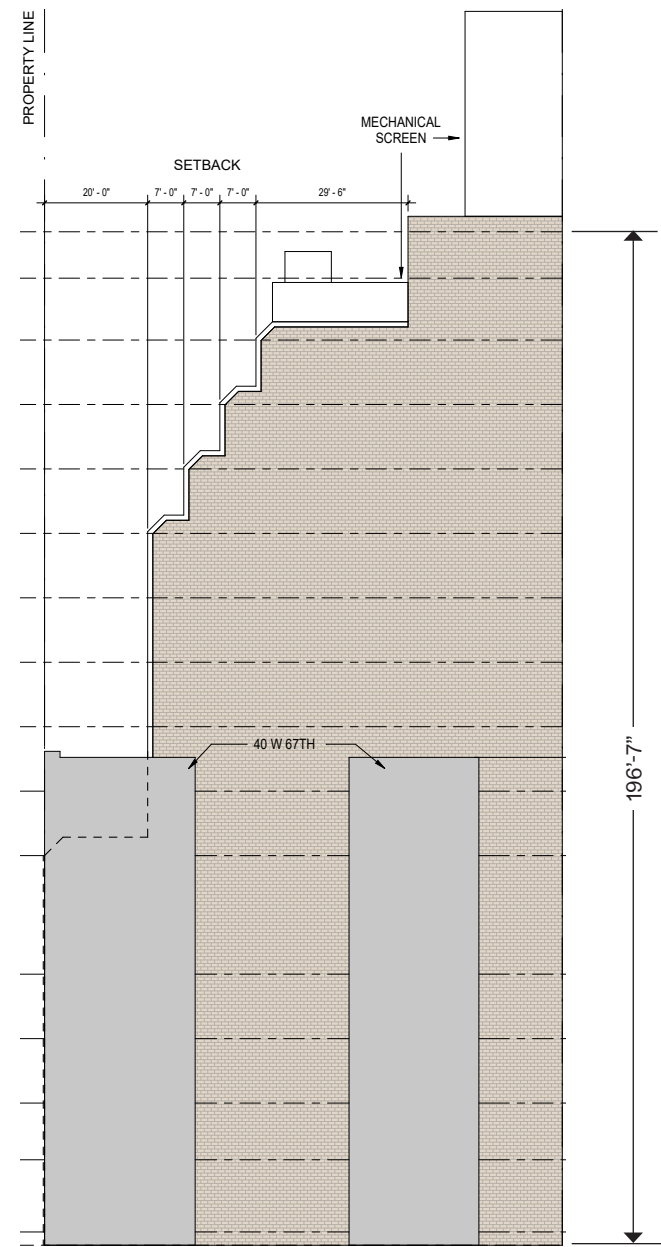 PROPERTY LINE
MECHANICAL
SCREEN
SETBACK
20' - 0"
7' - 0"
7' - 0"
7' - 0"
29' - 6"
40 W 67TH
196'-7"